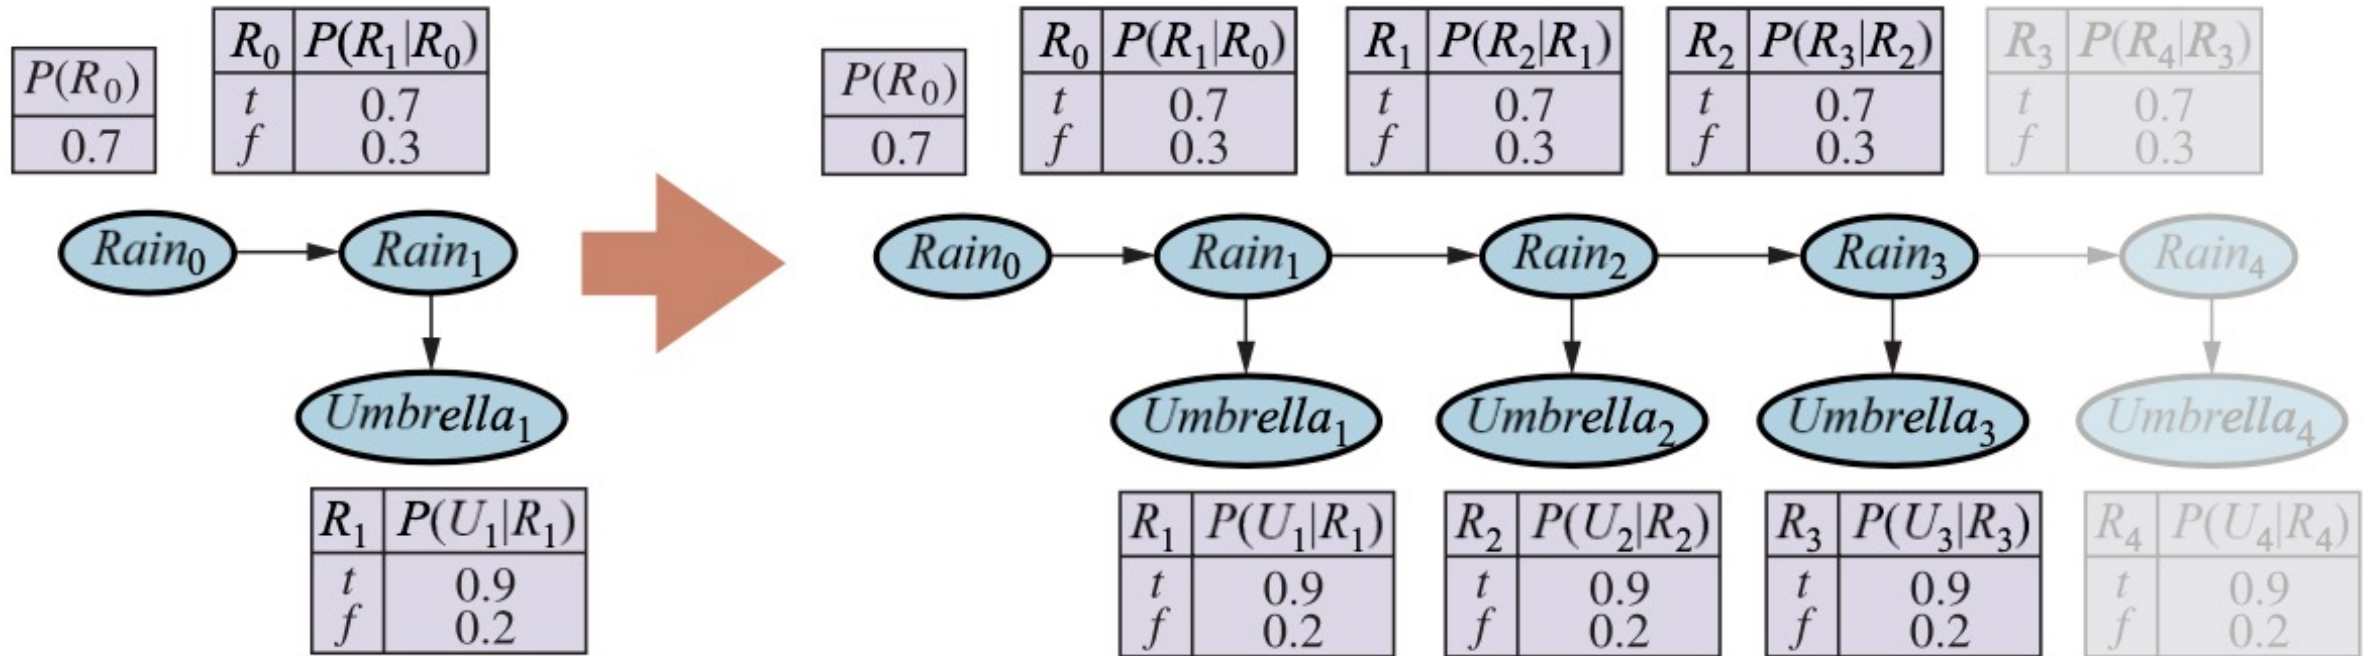 P(R₀)
0.7
R₀ P(R₁|R₀)
t 0.7
f 0.3
Rain₀
Rain₁
Umbrella₁
R₁ P(U₁|R₁)
t 0.9
f 0.2
P(R₀)
0.7
R₀ P(R₁|R₀)
t 0.7
f 0.3
R₁ P(R₂|R₁)
t 0.7
f 0.3
R₂ P(R₃|R₂)
t 0.7
f 0.3
R₃ P(R₄|R₃)
t 0.7
f 0.3
Rain₀
Rain₁
Rain₂
Rain₃
Rain₄
Umbrella₁
Umbrella₂
Umbrella₃
Umbrella₄
R₁ P(U₁|R₁)
t 0.9
f 0.2
R₂ P(U₂|R₂)
t 0.9
f 0.2
R₃ P(U₃|R₃)
t 0.9
f 0.2
R₄ P(U₄|R₄)
t 0.9
f 0.2